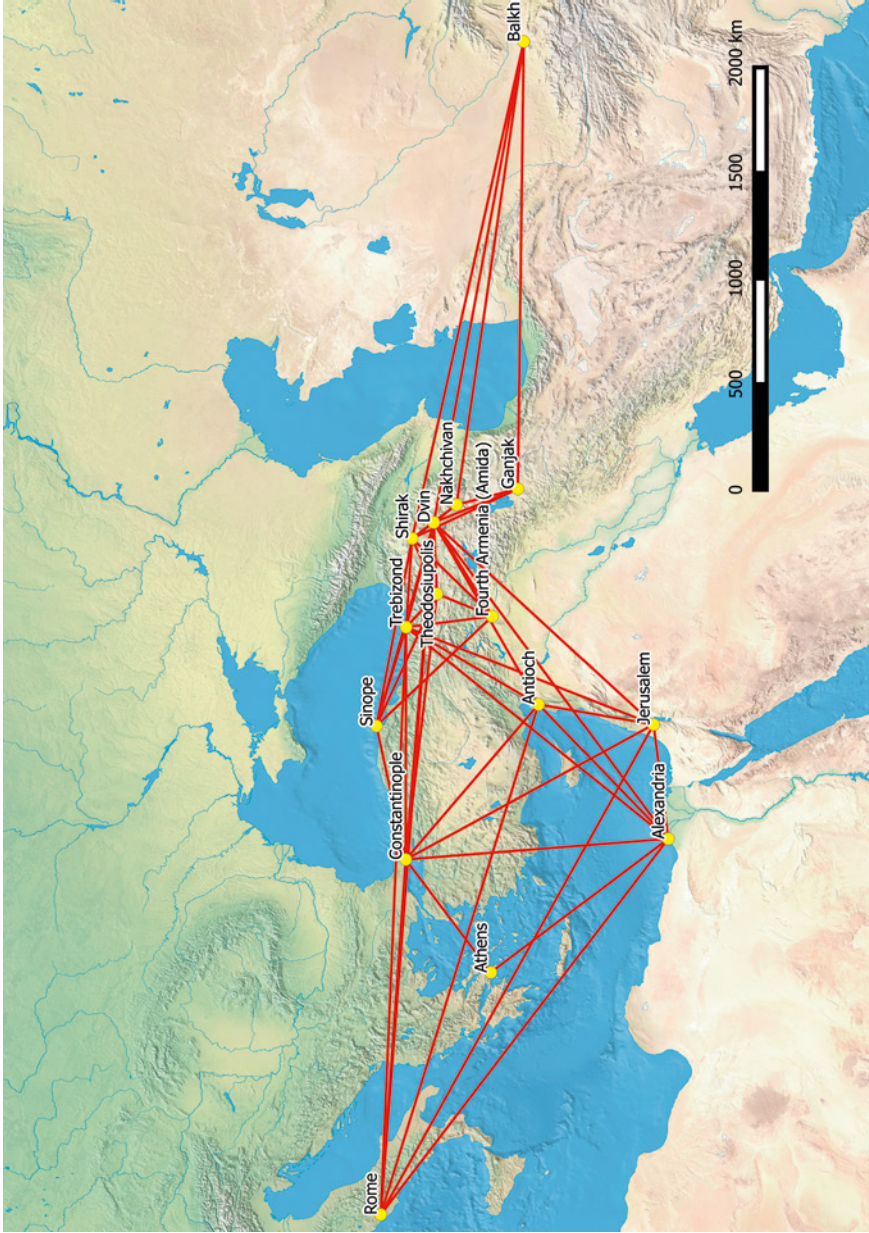 Rome
Athens
Constantinople
Sinope
Alexandria
Jerusalem
Antioch
Trebizond
Theodosiupolis
Fourth Armenia (Amida)
Shirak
Dvin
Nakhchivan
Ganjak
Balkh
0 500 1000 1500 2000 km